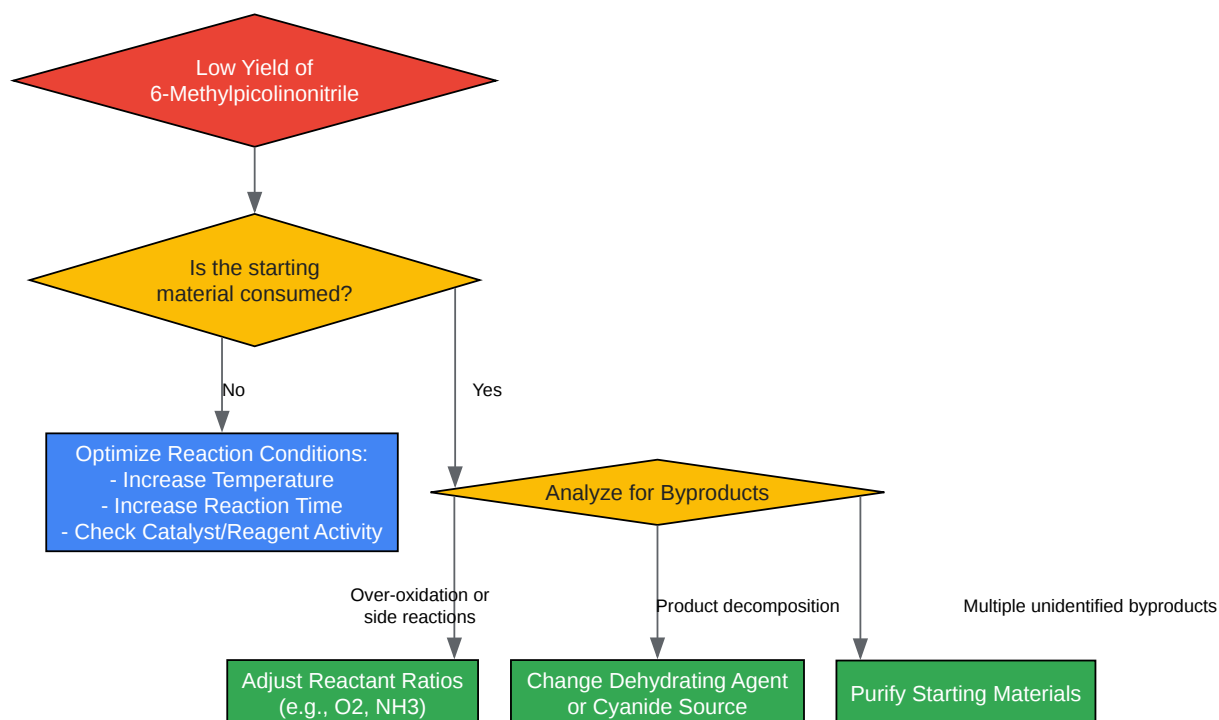 Low Yield of
6-Methylpicolinonitrile
Is the starting
material consumed?
No
Yes
Optimize Reaction Conditions:
- Increase Temperature
- Increase Reaction Time
- Check Catalyst/Reagent Activity
Analyze for Byproducts
Over-oxidation or
side reactions
Product decomposition
Multiple unidentified byproducts
Adjust Reactant Ratios
(e.g., O2, NH3)
Change Dehydrating Agent
or Cyanide Source
Purify Starting Materials